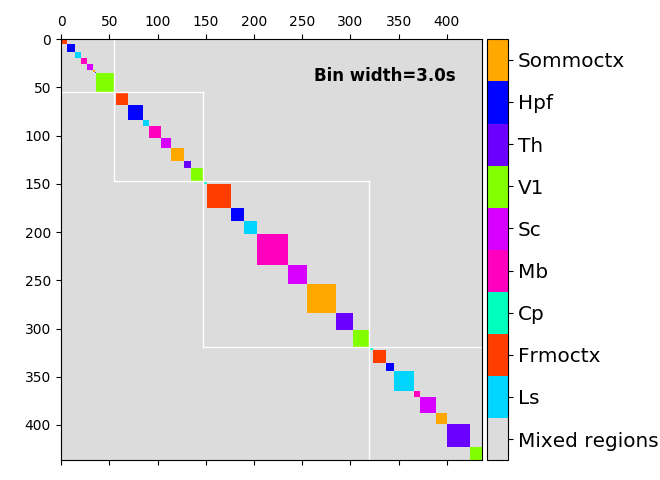 0 50 100 150 200 250 300 350 400
0
50
100
150
200
250
300
350
400
Bin width=3.0s
Sommoctx
Hpf
Th
V1
Sc
Mb
Cp
Frmoctx
Ls
Mixed regions